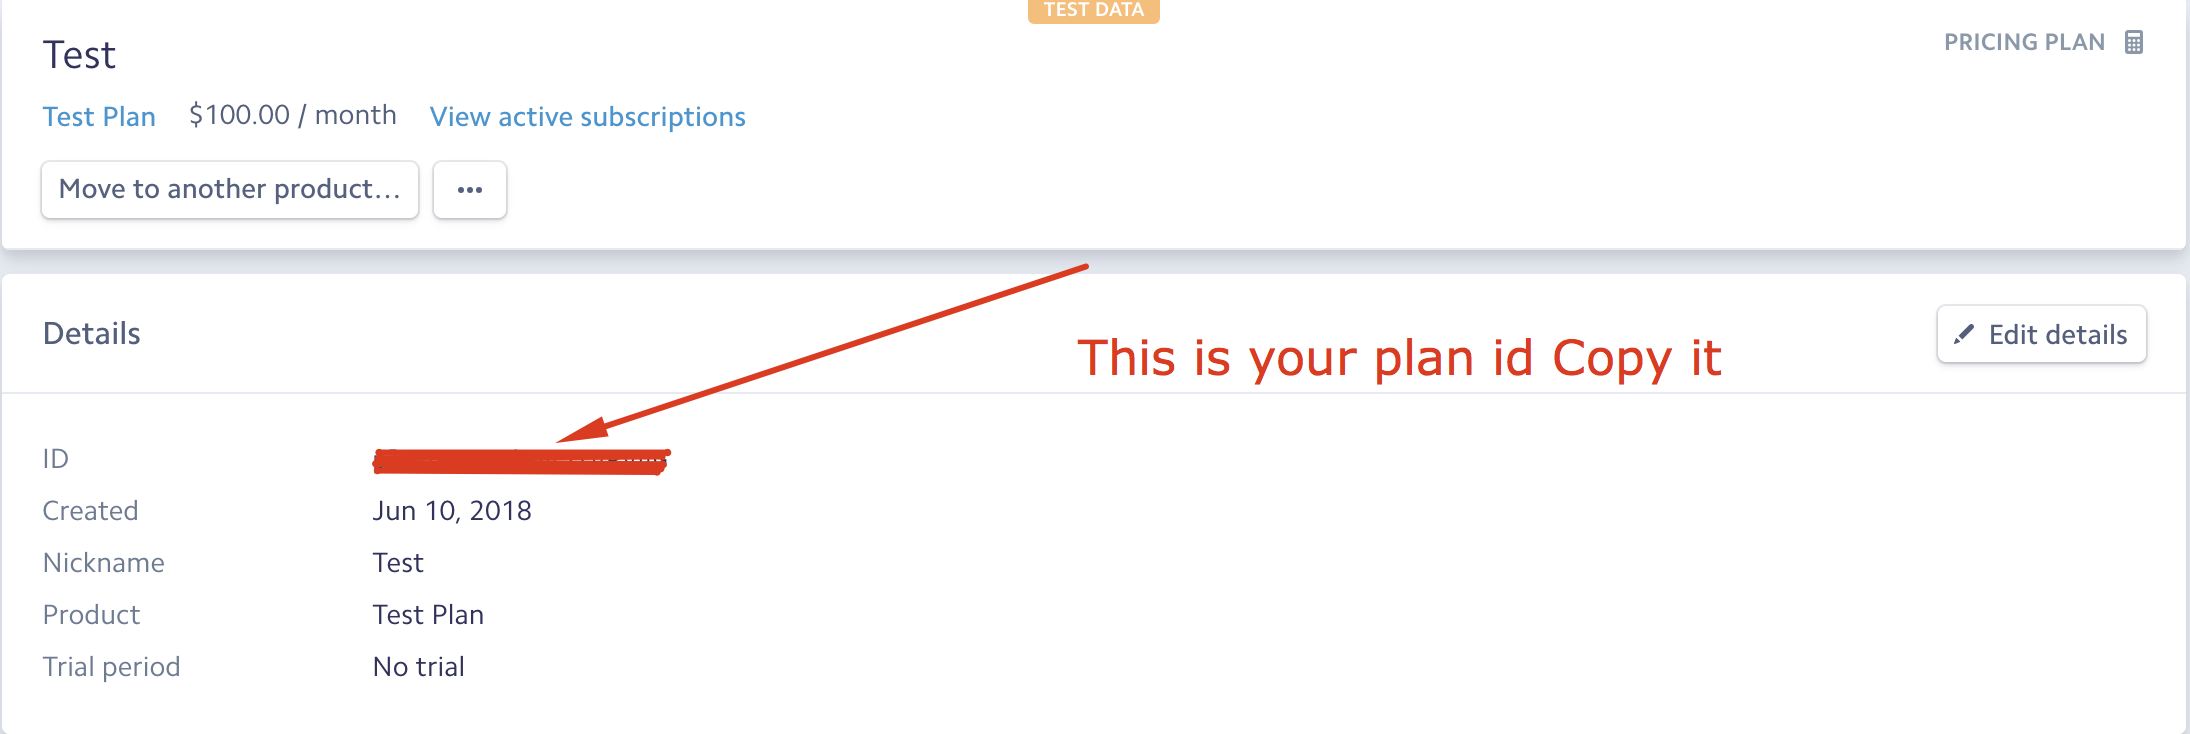 TEST DATA
Test
PRICING PLAN
Test Plan $100.00 / month View active subscriptions
Move to another product... •••
Details
This is your plan id Copy it
Edit details
ID
Created Jun 10, 2018
Nickname Test
Product Test Plan
Trial period No trial